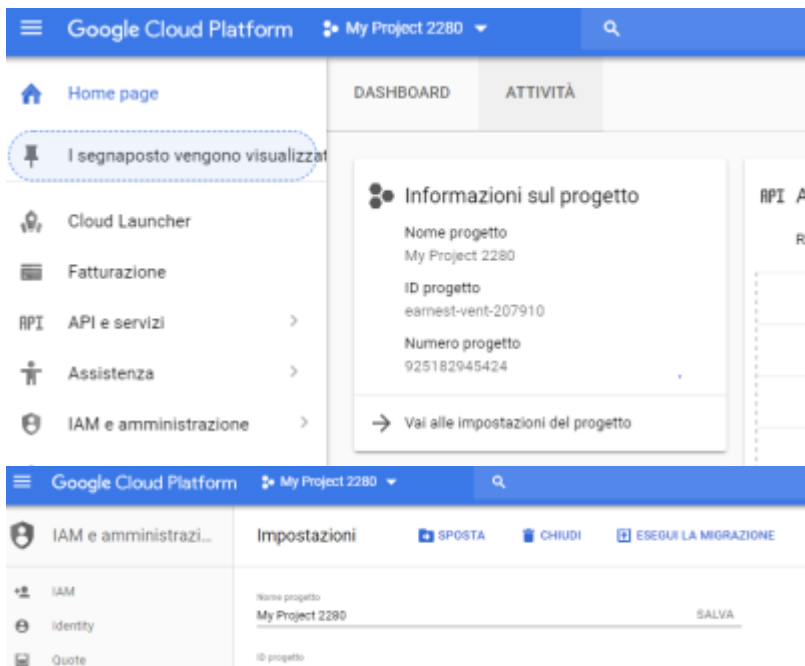 Google Cloud Platform My Project 2280
Home page
DASHBOARD ATTIVITÀ
I segnaposto vengono visualizzat
Cloud Launcher
Fatturazione
API API e servizi
Assistenza
IAM e amministrazione
Informazioni sul progetto
Nome progetto
My Project 2280
ID progetto
earnest-vent-207910
Numero progetto
925182945424
Vai alle impostazioni del progetto
API A
R
Google Cloud Platform My Project 2280
IAM e amministrazi...
Impostazioni SPOSTA CHIUDI ESEGUI LA MIGRAZIONE
IAM
Identity
Quote
Nome progetto
My Project 2280 SALVA
ID progetto